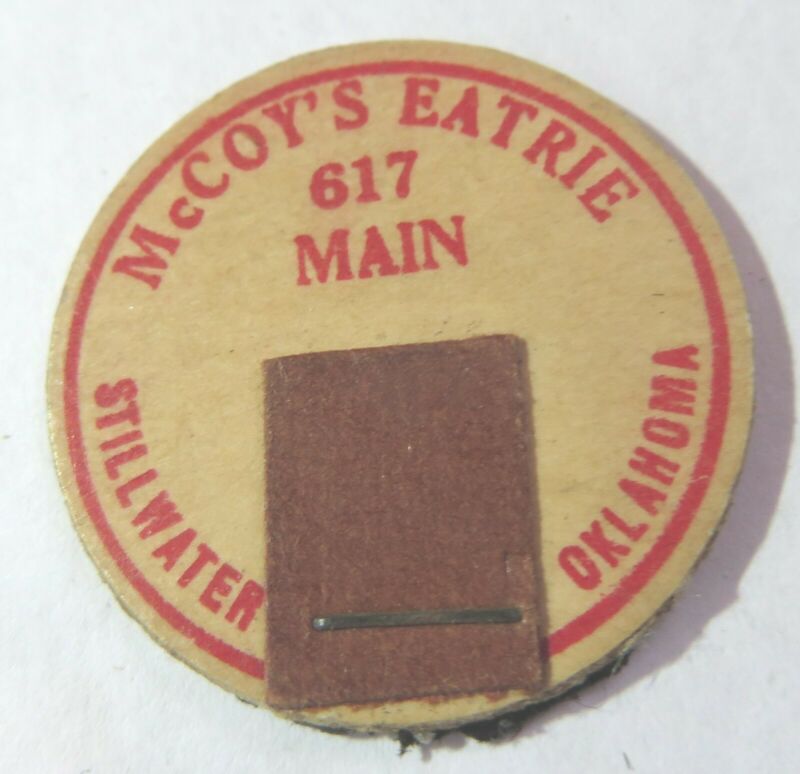 McCOY'S EATRIE
617
MAIN
STILLWATER
OKLAHOMA